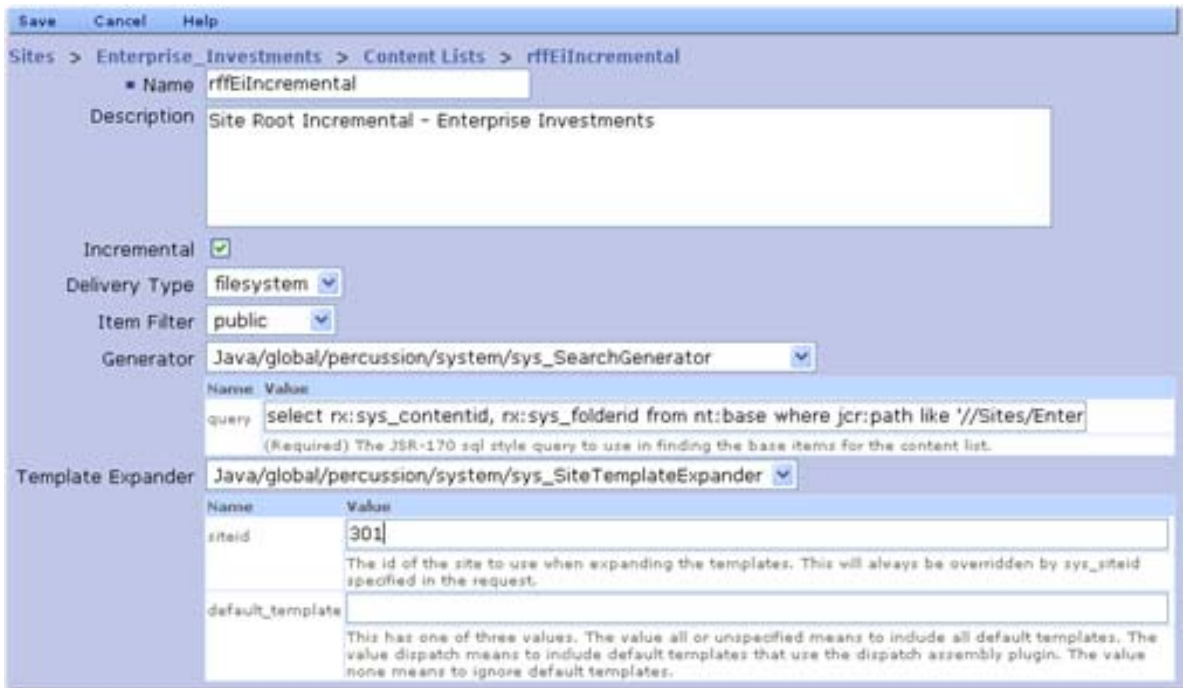 Save Cancel Help
Sites > Enterprise_Investments > Content Lists > rffEiIncremental
Name rffEiIncremental
Description Site Root Incremental - Enterprise Investments
Incremental
Delivery Type filesystem
Item Filter public
Generator Java/global/percussion/system/sys_SearchGenerator
Name Value
query select rx:sys_contentid, rx:sys_folderid from nt:base where jcr:path like '//Sites/Enter
(Required) The JSR-170 sql style query to use in finding the base items for the content list.
Template Expander Java/global/percussion/system/sys_SiteTemplateExpander
Name Value
siteid 301
The id of the site to use when expanding the templates. This will always be overridden by sys_siteid
specified in the request.
default_template
This has one of three values. The value all or unspecified means to include all default templates. The
value dispatch means to include default templates that use the dispatch assembly plugin. The value
none means to ignore default templates.